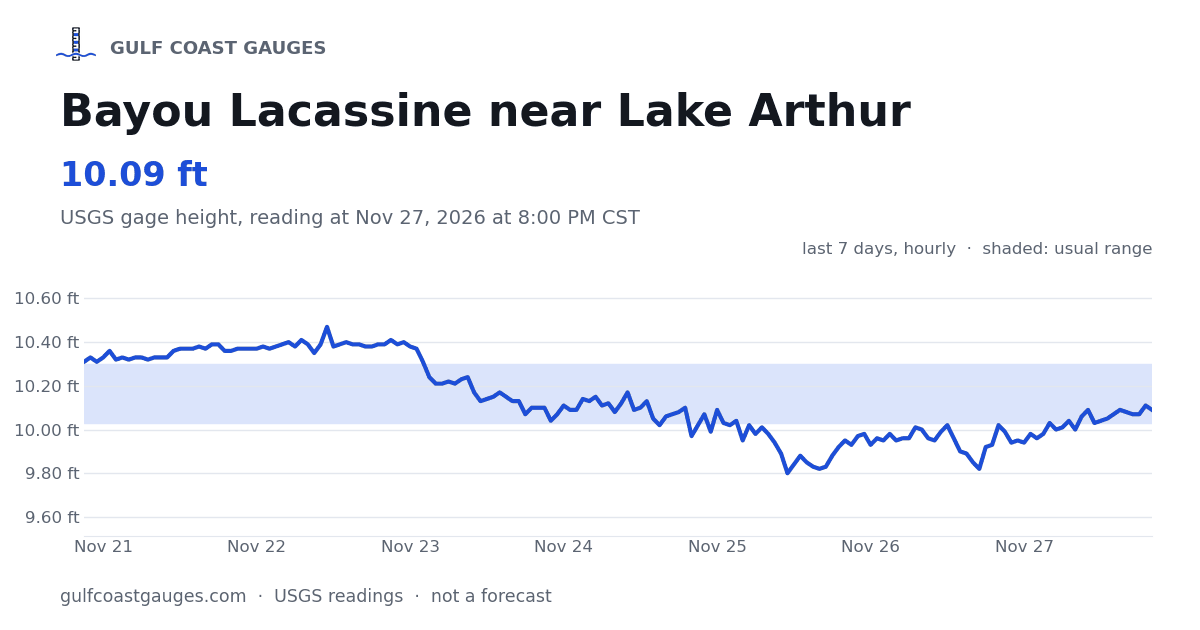 GULF COAST GAUGES
Bayou Lacassine near Lake Arthur
10.09 ft
USGS gage height, reading at Nov 27, 2026 at 8:00 PM CST
last 7 days, hourly · shaded: usual range
10.60 ft
10.40 ft
10.20 ft
10.00 ft
9.80 ft
9.60 ft
Nov 21 Nov 22 Nov 23 Nov 24 Nov 25 Nov 26 Nov 27
gulfcoastgauges.com · USGS readings · not a forecast